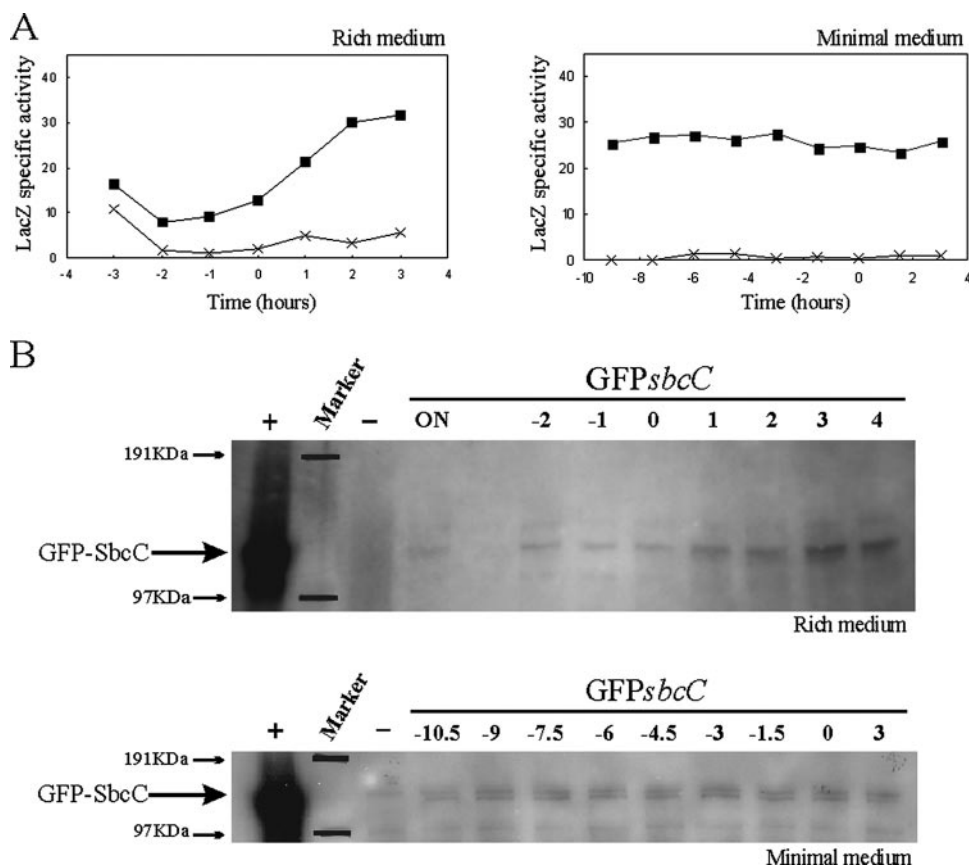 A
Rich medium
LacZ specific activity
40
30
20
10
0
-4 -3 -2 -1 0 1 2 3 4
Time (hours)
Minimal medium
LacZ specific activity
40
30
20
10
0
-10 -8 -6 -4 -2 0 2 4
Time (hours)
B
GFPsbcC
+ Marker – ON -2 -1 0 1 2 3 4
191KDa
GFP-SbcC
97KDa
Rich medium
GFPsbcC
+ Marker – -10.5 -9 -7.5 -6 -4.5 -3 -1.5 0 3
191KDa
GFP-SbcC
97KDa
Minimal medium